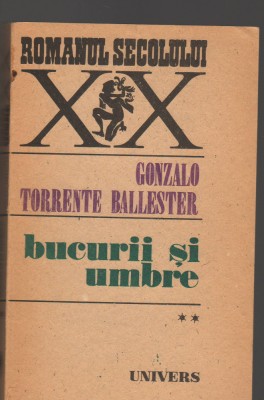 ROMANUL SECOLULUI
XX
GONZALO
TORRENTE BALLESTER
bucurii și
umbre
**
UNIVERS